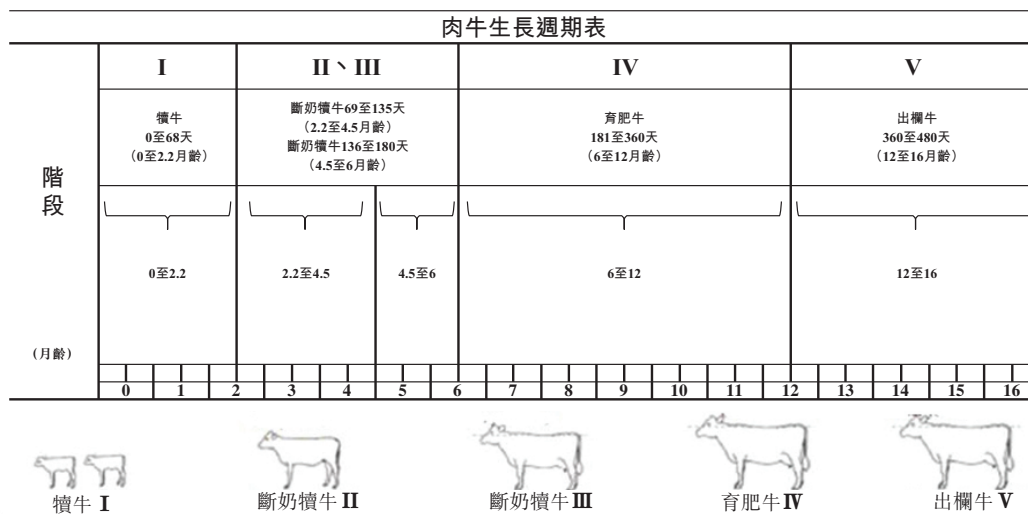 肉牛生長週期表
階段
(月齡)
I
II、III
IV
V
犢牛
0至68天
(0至2.2月齡)
斷奶犢牛69至135天
(2.2至4.5月齡)
斷奶犢牛136至180天
(4.5至6月齡)
育肥牛
181至360天
(6至12月齡)
出欄牛
360至480天
(12至16月齡)
0至2.2
2.2至4.5
4.5至6
6至12
12至16
0 1 2 3 4 5 6 7 8 9 10 11 12 13 14 15 16
犢牛 I
斷奶犢牛 II
斷奶犢牛III
育肥牛IV
出欄牛 V